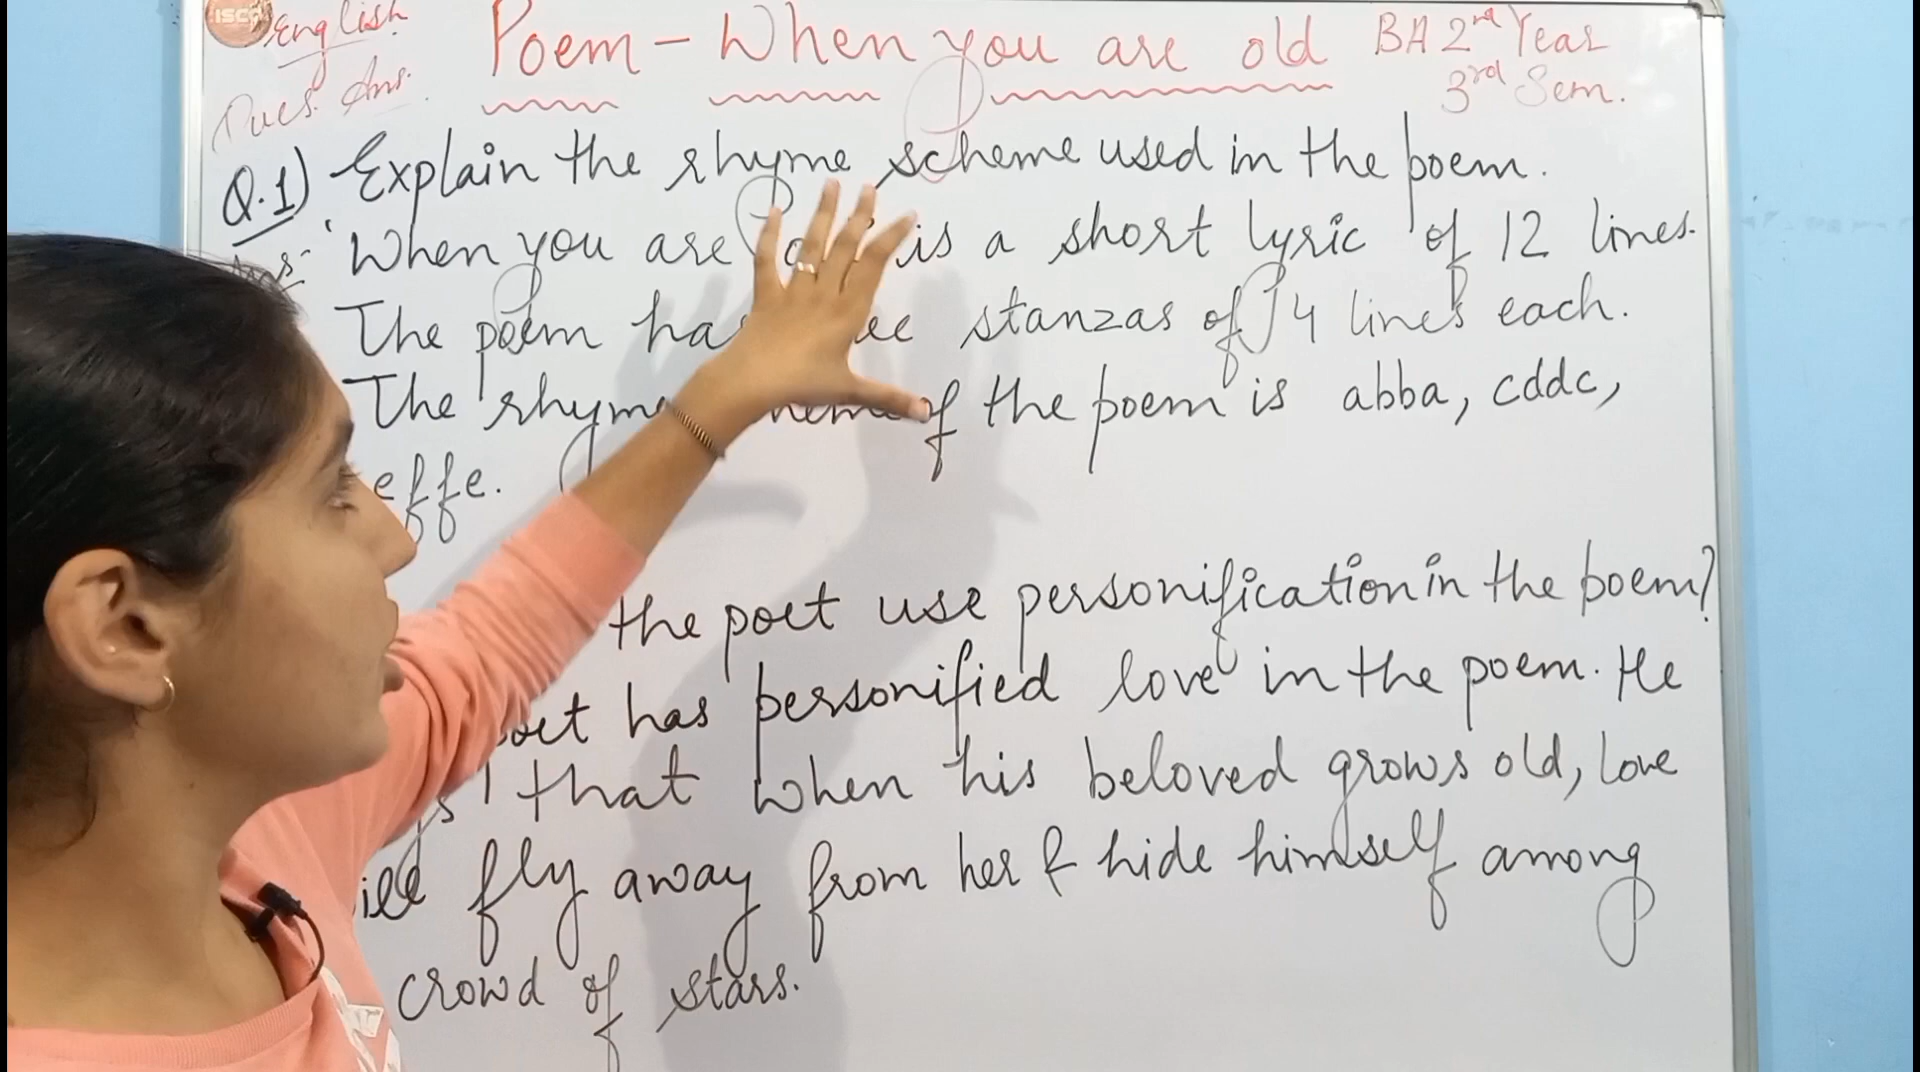 ISCA
English
Ques. Ans.
Poem - When you are old
BA 2nd Year
3rd Sem.
Q.1) Explain the rhyme scheme used in the poem.
'When you are is a short lyric of 12 lines.
The poem stanzas of 4 lines each.
The of the poem is abba, cddc,
effe.
the poet use personification in the poem?
has personified love in the poem. He
that when his beloved grows old, love
fly away from her & hide himself among
crowd of stars.